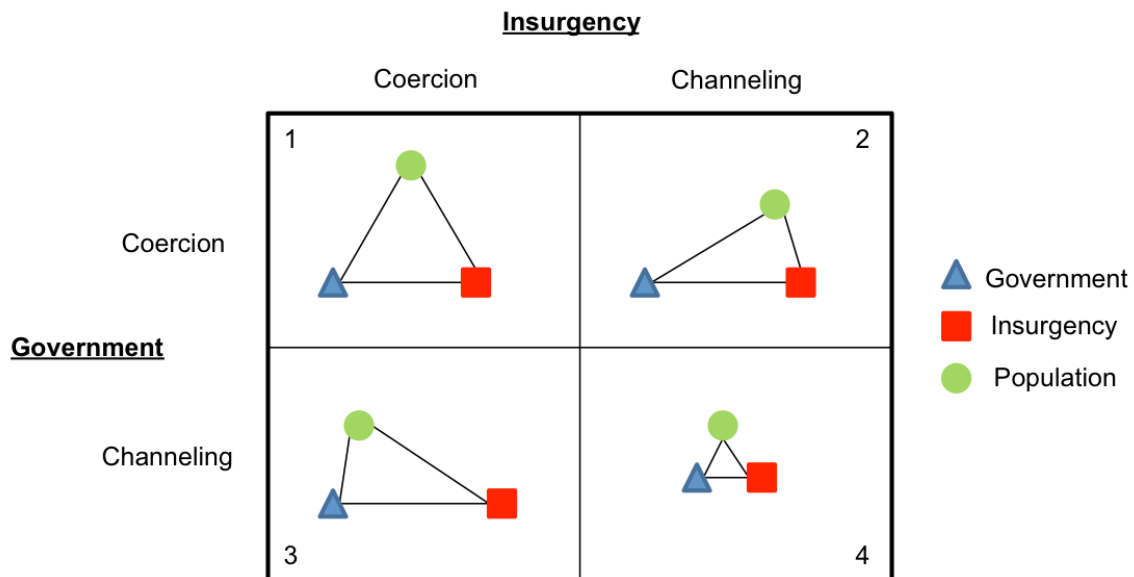 Insurgency
Coercion
Channeling
1
2
Coercion
Government
Insurgency
Government
Population
Channeling
3
4